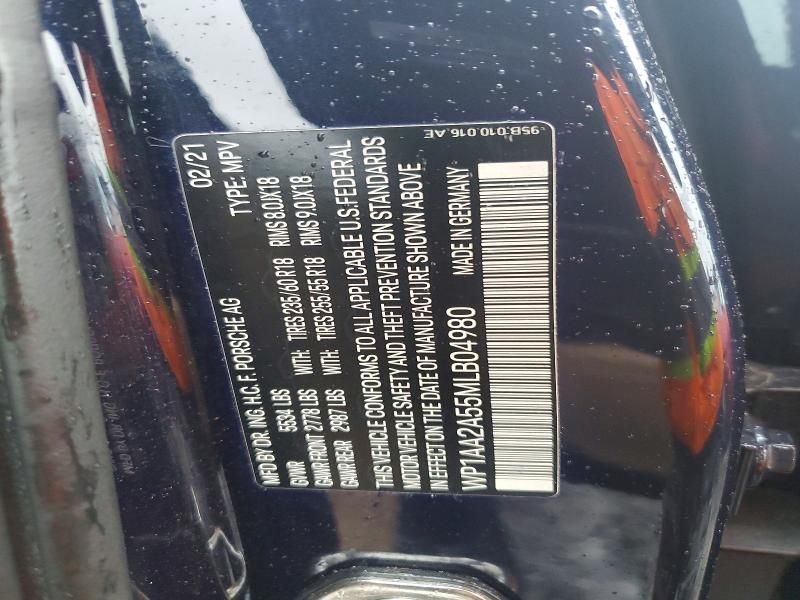 02/21
MFD BY DR. ING. H.C. F. PORSCHE AG TYPE: MPV
GVWR 5534 LBS
GAWR FRONT 2778 LBS WITH: TIRES 235/60 R18 RIMS 8.0JX18
GAWR REAR 2987 LBS WITH: TIRES 255/55 R18 RIMS 9.0JX18
THIS VEHICLE CONFORMS TO ALL APPLICABLE U.S. FEDERAL
MOTOR VEHICLE SAFETY AND THEFT PREVENTION STANDARDS
IN EFFECT ON THE DATE OF MANUFACTURE SHOWN ABOVE
WP1AA2A55MLB04980 MADE IN GERMANY
95B.010.016.AE